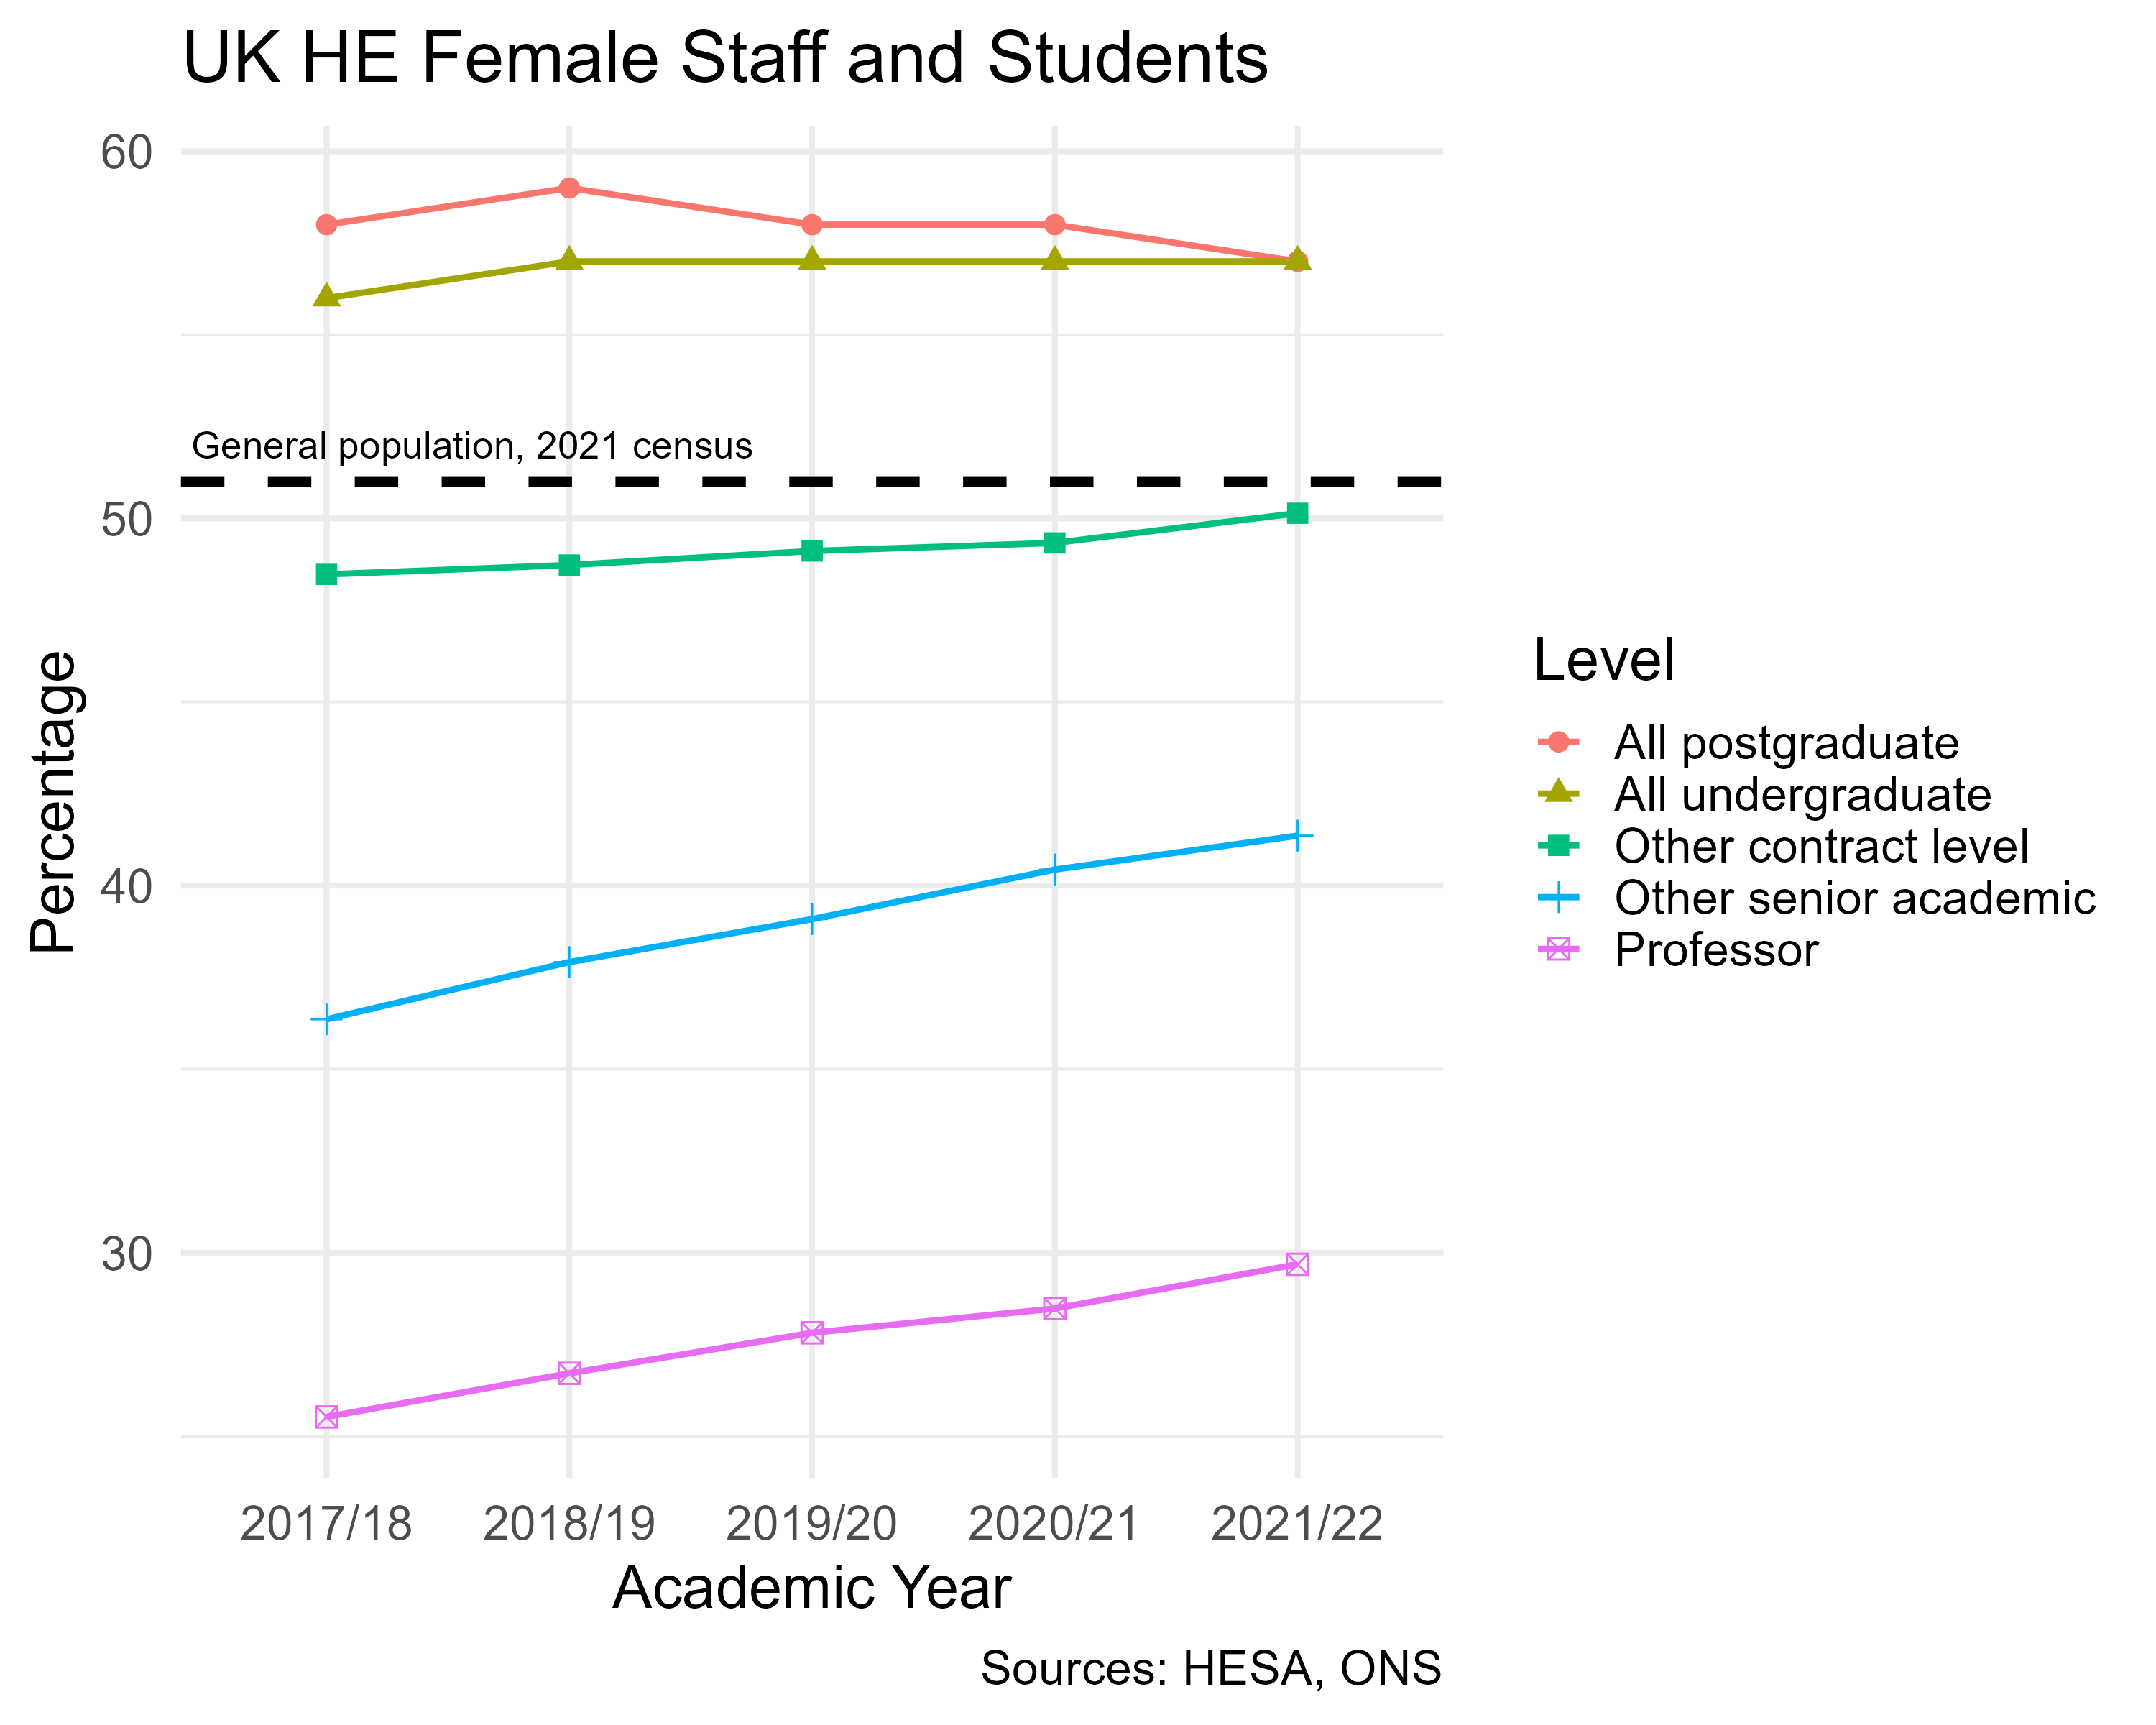 UK HE Female Staff and Students
60
General population, 2021 census
50
40
30
Percentage
2017/18 2018/19 2019/20 2020/21 2021/22
Academic Year
Sources: HESA, ONS
Level
All postgraduate
All undergraduate
Other contract level
Other senior academic
Professor